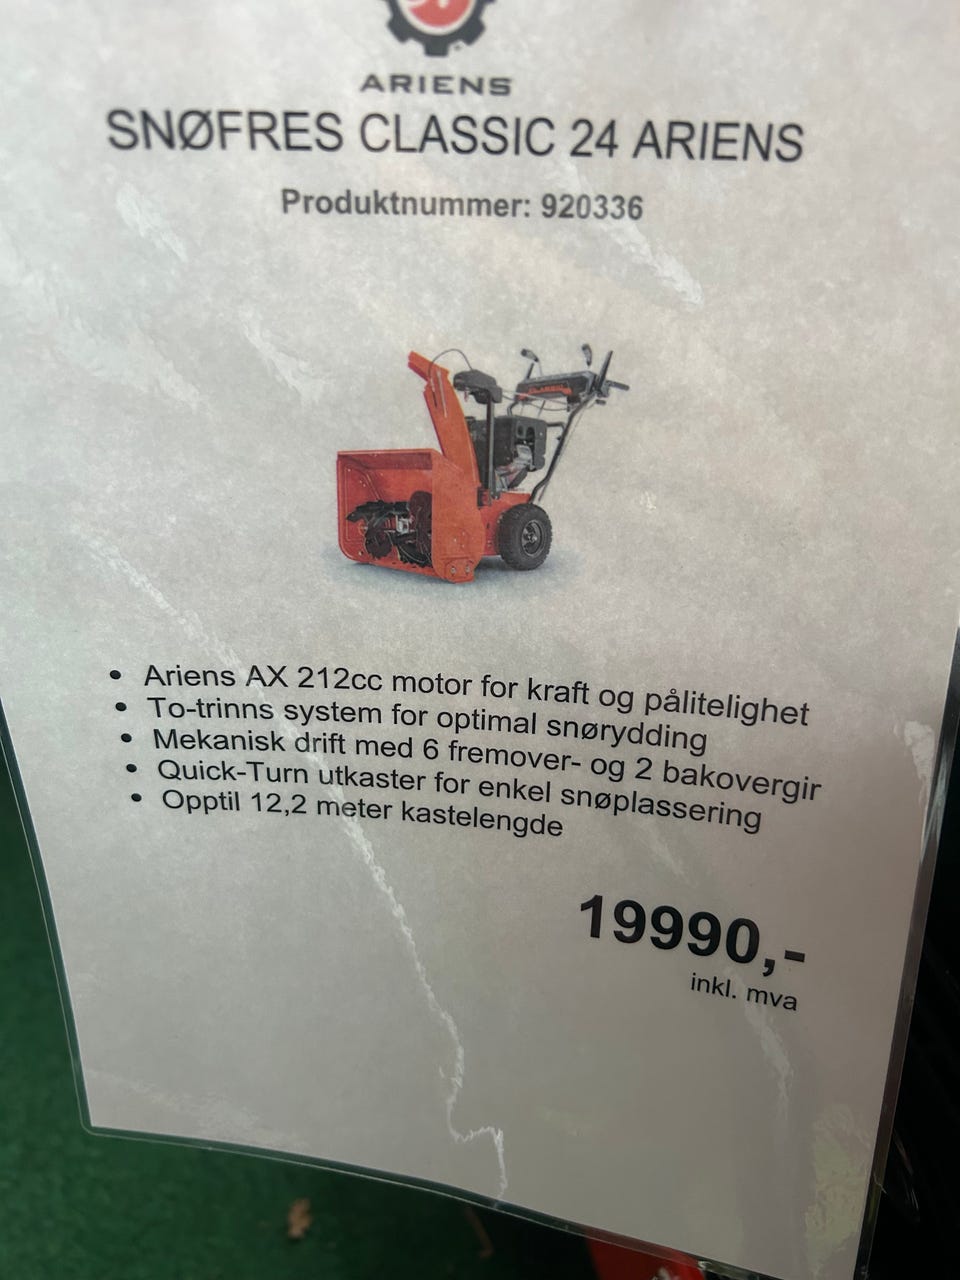 ARIENS
SNØFRES CLASSIC 24 ARIENS
Produktnummer: 920336
CLASSIC
• Ariens AX 212cc motor for kraft og pålitelighet
• To-trinns system for optimal snørydding
• Mekanisk drift med 6 fremover- og 2 bakovergir
• Quick-Turn utkaster for enkel snøplassering
• Opptil 12,2 meter kastelengde
19990,-
inkl. mva